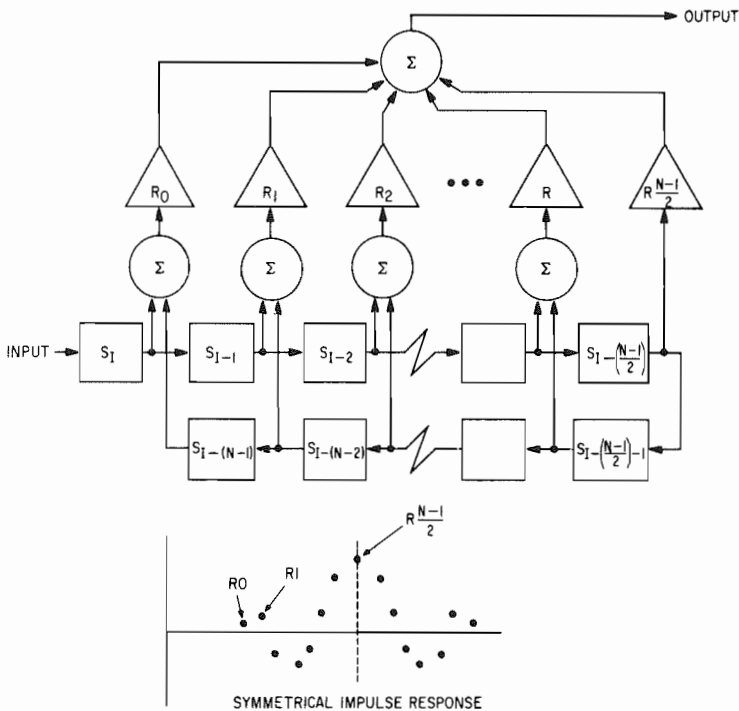 OUTPUT
Σ
R0 R1 R2 ••• R R N-1/2
Σ Σ Σ Σ
INPUT SI SI-1 SI-2 SI-(N-1/2)
SI-(N-1) SI-(N-2) SI-(N-1/2)-1
R N-1/2
R0 R1
SYMMETRICAL IMPULSE RESPONSE